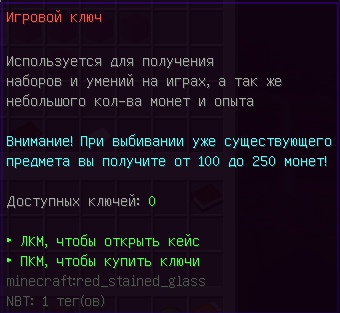 Игровой ключ
Используется для получения
наборов и умений на играх, а так же
небольшого кол-ва монет и опыта
Внимание! При выбивании уже существующего
предмета вы получите от 100 до 250 монет!
Доступных ключей: 0
‣ ЛКМ, чтобы открыть кейс
‣ ПКМ, чтобы купить ключи
minecraft:red_stained_glass
NBT: 1 тег(ов)